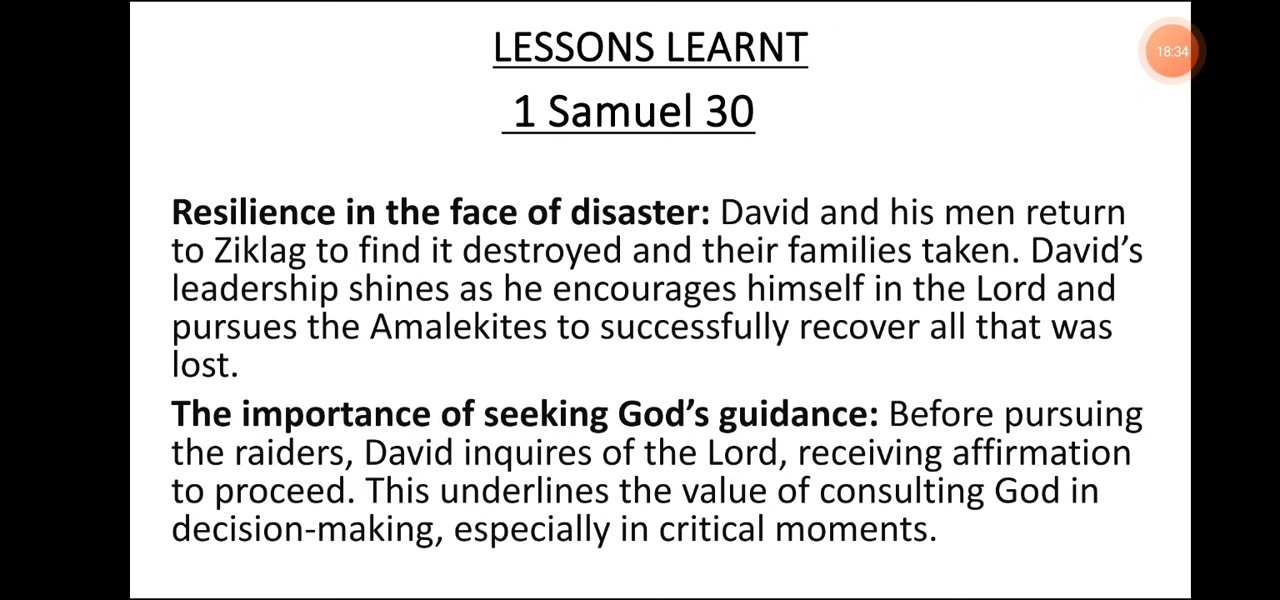 LESSONS LEARNT
18:34
1 Samuel 30
Resilience in the face of disaster: David and his men return
to Ziklag to find it destroyed and their families taken. David’s
leadership shines as he encourages himself in the Lord and
pursues the Amalekites to successfully recover all that was
lost.
The importance of seeking God’s guidance: Before pursuing
the raiders, David inquires of the Lord, receiving affirmation
to proceed. This underlines the value of consulting God in
decision-making, especially in critical moments.